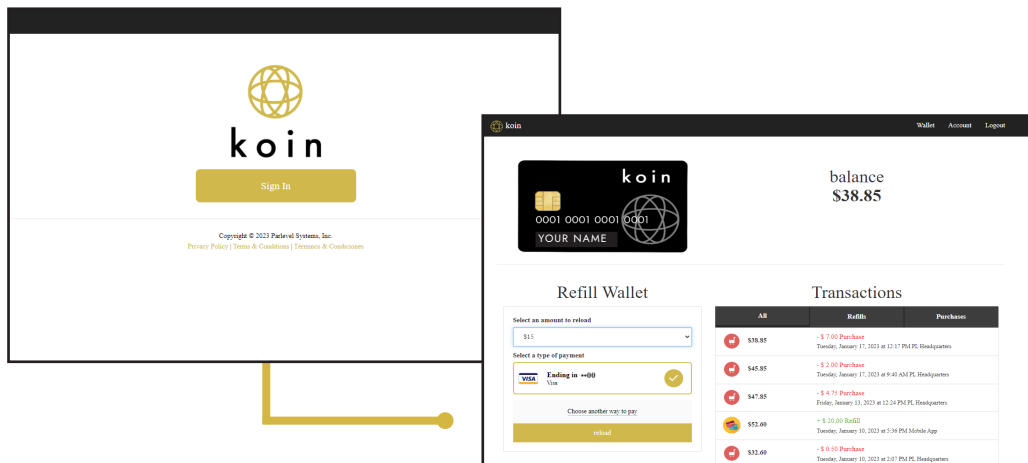 koin
Sign In
Copyright © 2023 Parlevel Systems, Inc.
Privacy Policy | Terms & Conditions | Términos & Condiciones
koin
Wallet Account Logout
koin
0001 0001 0001 0001
YOUR NAME
balance
$38.85
Refill Wallet
Select an amount to reload
$15
Select a type of payment
VISA
Ending in ••00
Visa
Choose another way to pay
reload
Transactions
All Refills Purchases
$38.85
- $ 7.00 Purchase
Tuesday, January 17, 2023 at 12:17 PM PL Headquarters
$45.85
- $ 2.00 Purchase
Tuesday, January 17, 2023 at 9:40 AM PL Headquarters
$47.85
- $ 4.75 Purchase
Friday, January 13, 2023 at 12:24 PM PL Headquarters
$52.60
+ $ 20.00 Refill
Tuesday, January 10, 2023 at 5:36 PM Mobile App
$32.60
- $ 0.50 Purchase
Tuesday, January 10, 2023 at 2:07 PM PL Headquarters